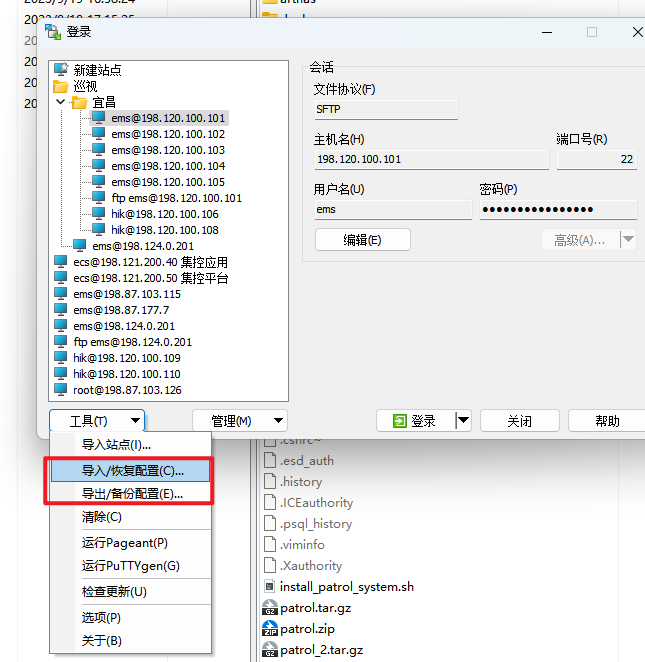 arthas
登录
新建站点
巡视
宜昌
ems@198.120.100.101
ems@198.120.100.102
ems@198.120.100.103
ems@198.120.100.104
ems@198.120.100.105
ftp ems@198.120.100.101
hik@198.120.100.106
hik@198.120.100.108
ems@198.124.0.201
ecs@198.121.200.40 集控应用
ecs@198.121.200.50 集控平台
ems@198.87.103.115
ems@198.87.177.7
ems@198.124.0.201
ftp ems@198.124.0.201
hik@198.120.100.109
hik@198.120.100.110
root@198.87.103.126
会话
文件协议(F)
SFTP
主机名(H) 端口号(R)
198.120.100.101 22
用户名(U) 密码(P)
ems ●●●●●●●●●●●●●●●●
编辑(E) 高级(A)...
工具(T) 管理(M) 登录 关闭 帮助
导入站点(I)...
导入/恢复配置(C)...
导出/备份配置(E)...
清除(C)
运行Pageant(P)
运行PuTTYgen(G)
检查更新(U)
选项(P)
关于(B)
.cshrc~
.esd_auth
.history
.ICEauthority
.psql_history
.viminfo
.Xauthority
install_patrol_system.sh
patrol.tar.gz
patrol.zip
patrol_2.tar.gz